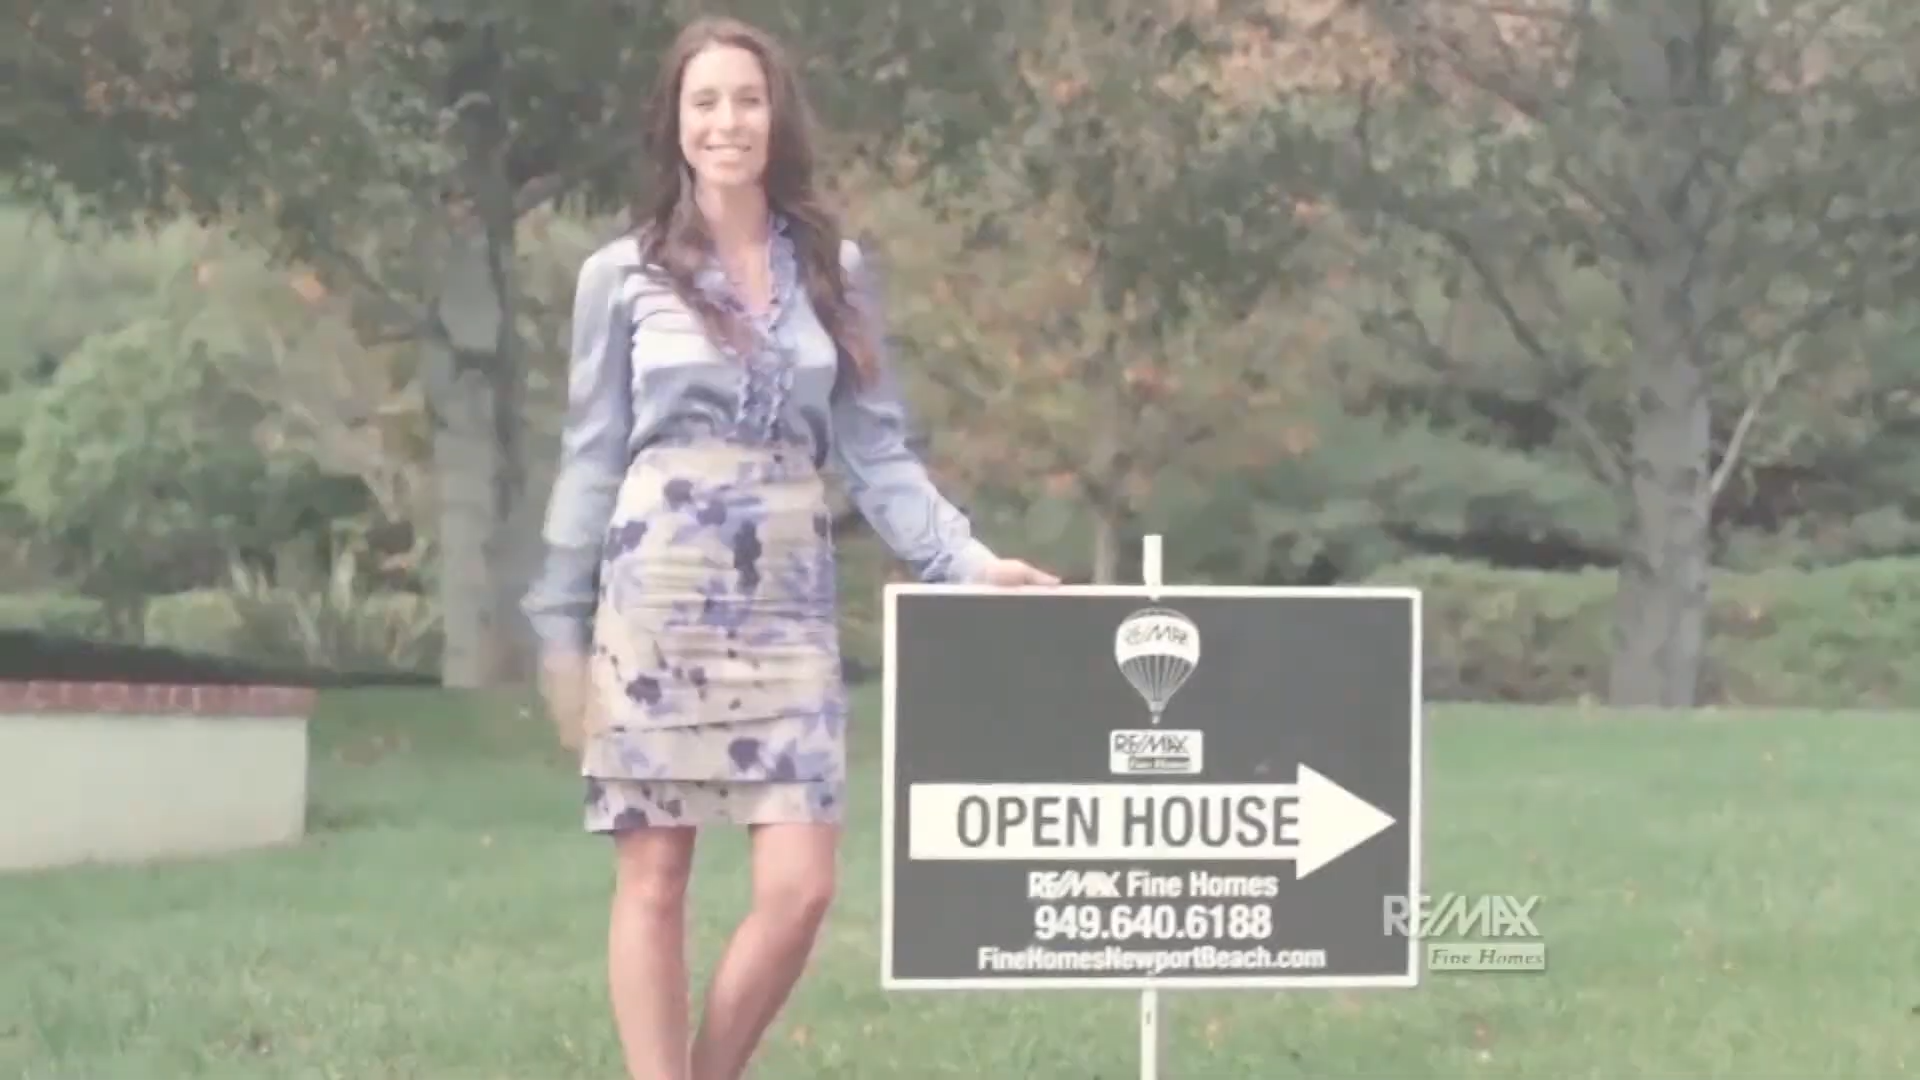 RE/MAX
RE/MAX
Fine Homes
OPEN HOUSE
RE/MAX Fine Homes
949.640.6188
FineHomesNewportBeach.com
RE/MAX
Fine Homes